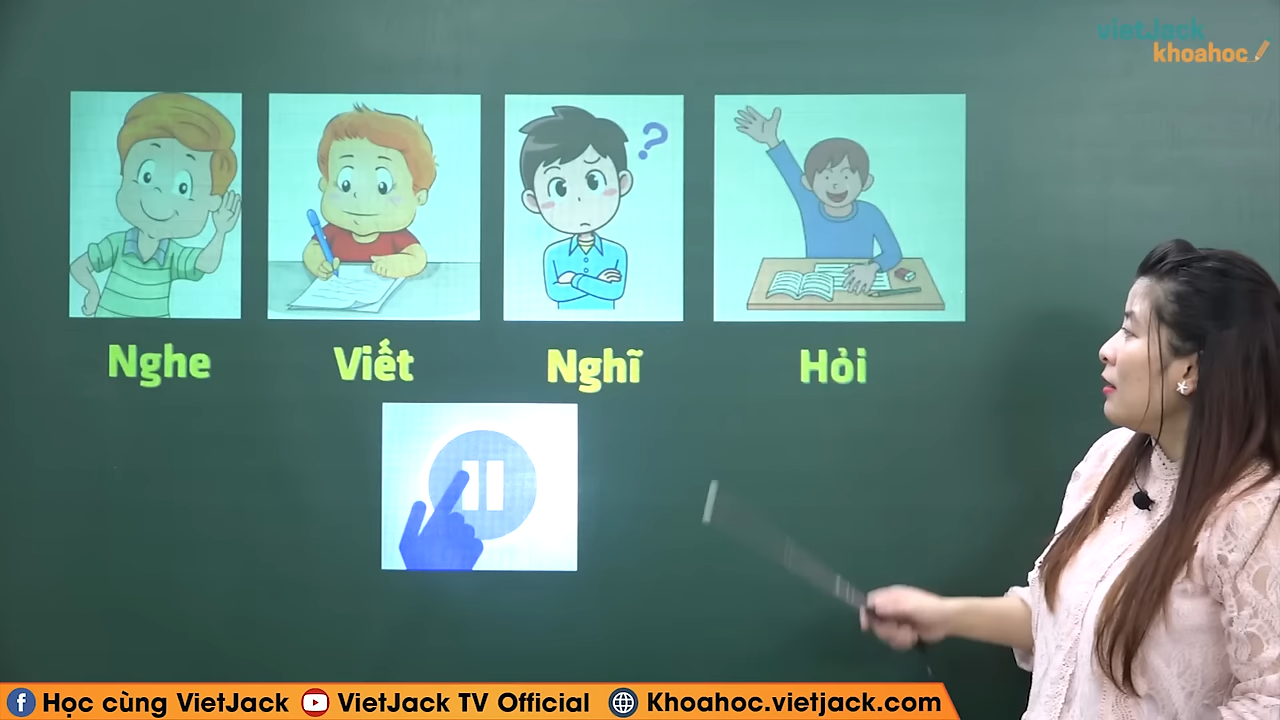 vietJack
khoahoc
Nghe
Viết
Nghĩ
Hỏi
?
Học cùng VietJack
VietJack TV Official
Khoahoc.vietjack.com